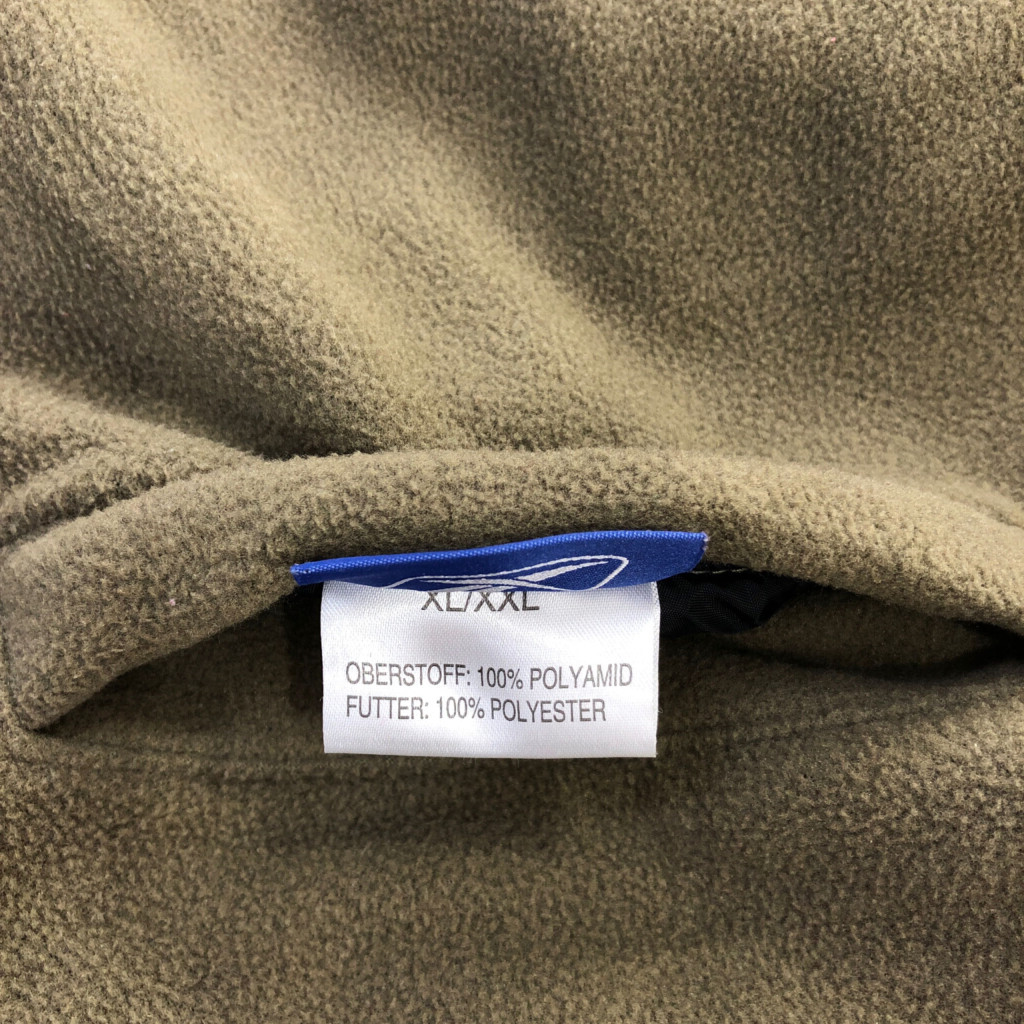 XL/XXL
OBERSTOFF: 100% POLYAMID
FUTTER: 100% POLYESTER